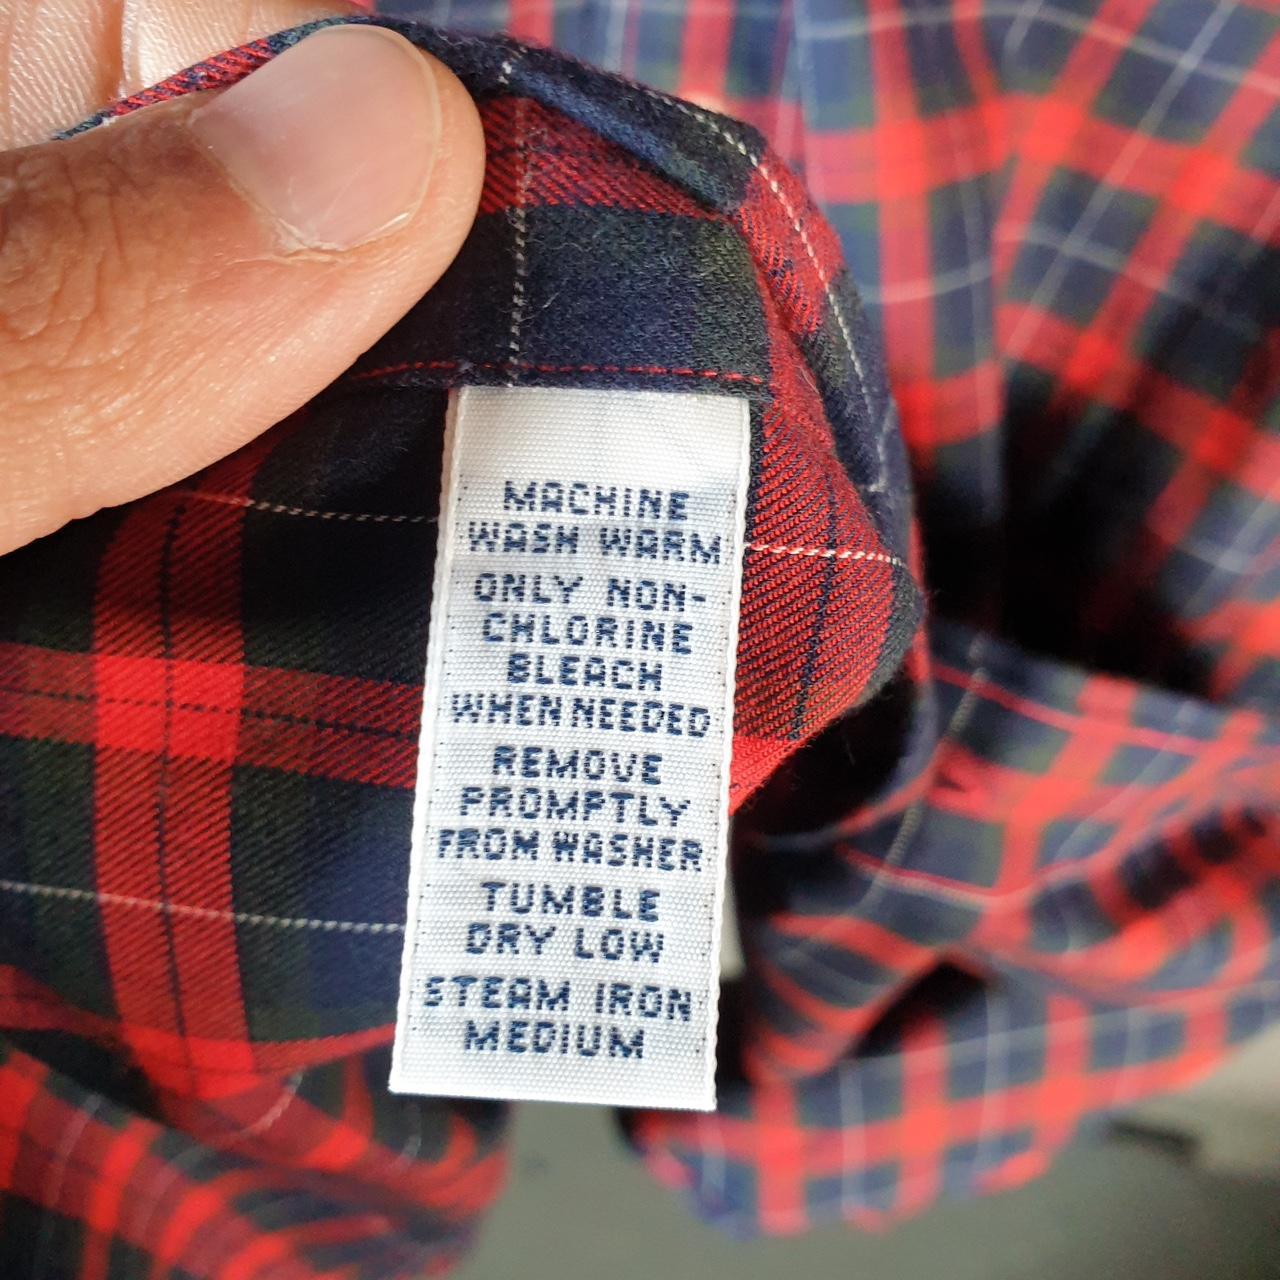 MACHINE
WASH WARM
ONLY NON-
CHLORINE
BLEACH
WHEN NEEDED
REMOVE
PROMPTLY
FROM WASHER
TUMBLE
DRY LOW
STEAM IRON
MEDIUM